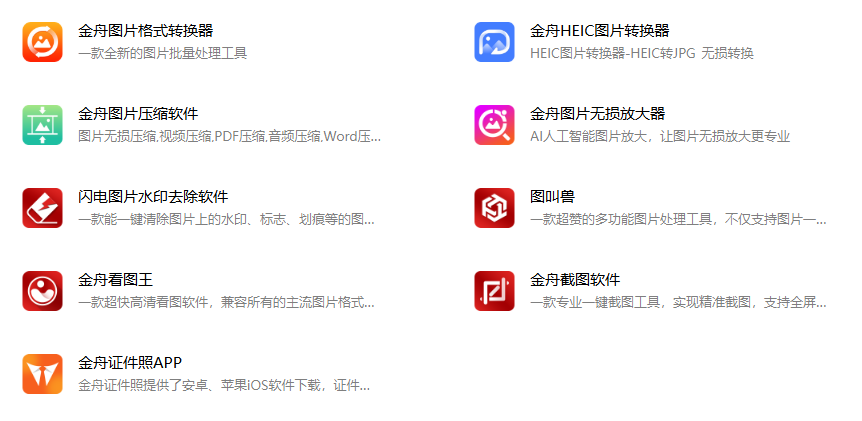 金舟图片格式转换器
一款全新的图片批量处理工具
金舟HEIC图片转换器
HEIC图片转换器-HEIC转JPG 无损转换
金舟图片压缩软件
图片无损压缩,视频压缩,PDF压缩,音频压缩,Word压...
金舟图片无损放大器
AI人工智能图片放大，让图片无损放大更专业
闪电图片水印去除软件
一款能一键清除图片上的水印、标志、划痕等的图...
图叫兽
一款超赞的多功能图片处理工具，不仅支持图片一...
金舟看图王
一款超快高清看图软件，兼容所有的主流图片格式...
金舟截图软件
一款专业一键截图工具，实现精准截图，支持全屏...
金舟证件照APP
金舟证件照提供了安卓、苹果iOS软件下载，证件...